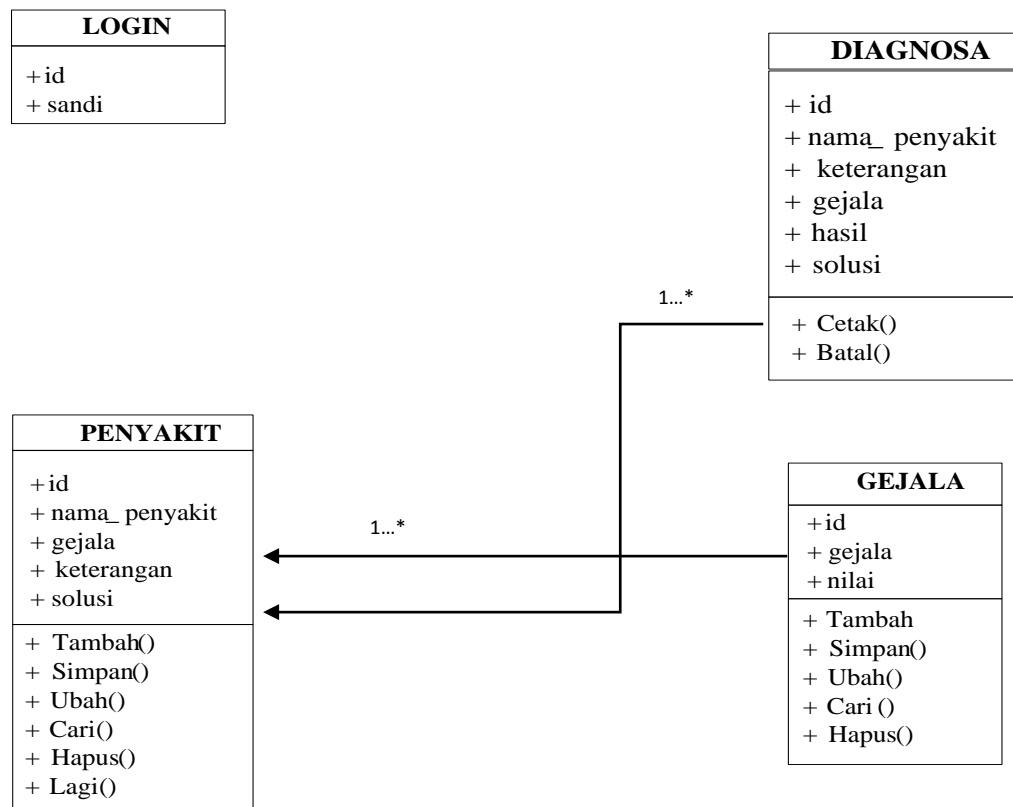 LOGIN
+id
+ sandi
DIAGNOSA
+ id
+ nama_ penyakit
+ keterangan
+ gejala
+ hasil
+ solusi
+ Cetak()
+ Batal()
1...*
PENYAKIT
+id
+ nama_ penyakit
+ gejala
+ keterangan
+ solusi
+ Tambah()
+ Simpan()
+ Ubah()
+ Cari()
+ Hapus()
+ Lagi()
1...*
GEJALA
+id
+ gejala
+ nilai
+ Tambah
+ Simpan()
+ Ubah()
+ Cari ()
+ Hapus()